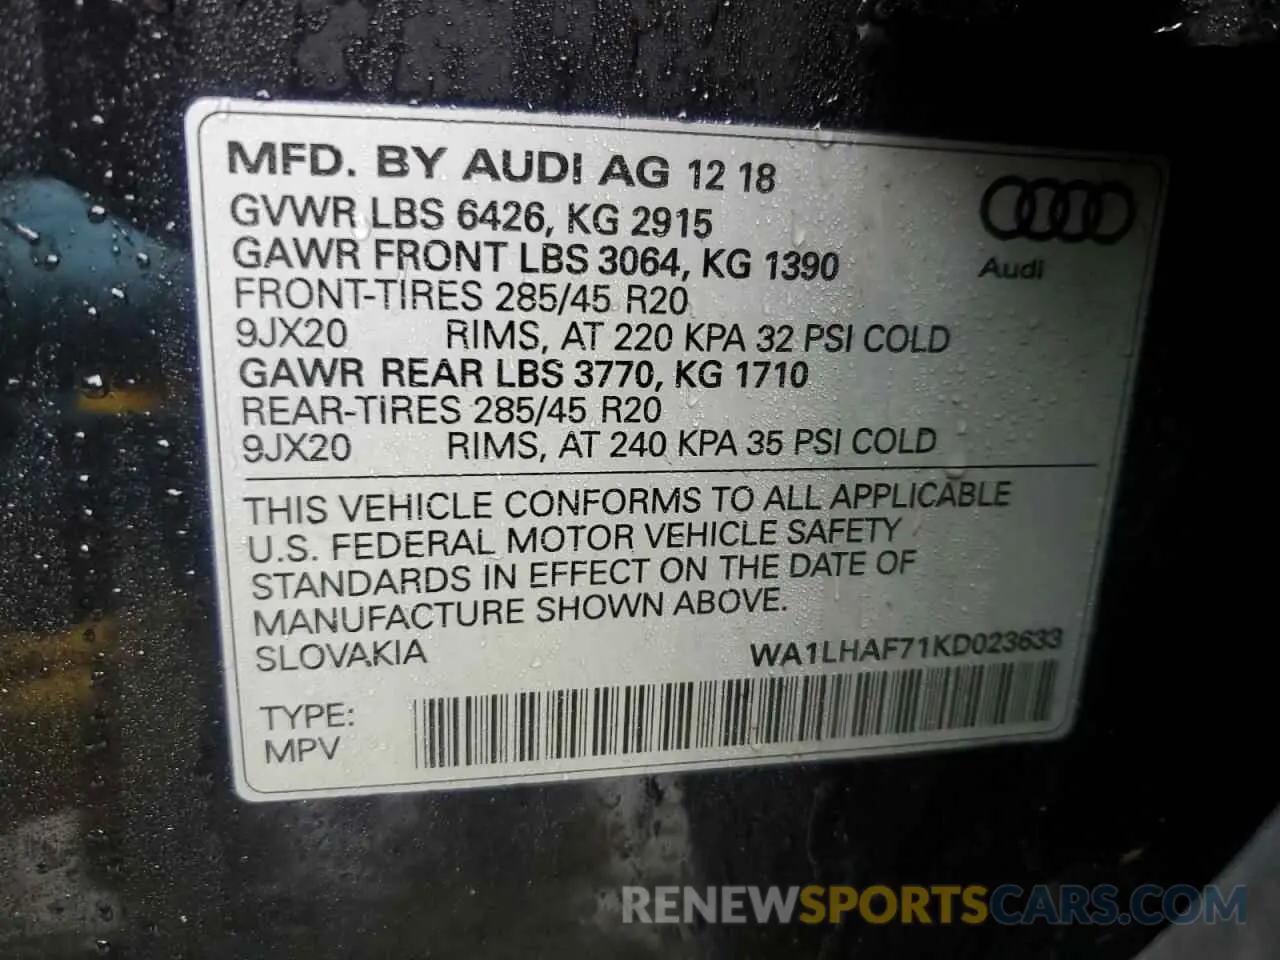 MFD. BY AUDI AG 12 18
GVWR LBS 6426, KG 2915
GAWR FRONT LBS 3064, KG 1390
FRONT-TIRES 285/45 R20
9JX20 RIMS, AT 220 KPA 32 PSI COLD
GAWR REAR LBS 3770, KG 1710
REAR-TIRES 285/45 R20
9JX20 RIMS, AT 240 KPA 35 PSI COLD
Audi
THIS VEHICLE CONFORMS TO ALL APPLICABLE
U.S. FEDERAL MOTOR VEHICLE SAFETY
STANDARDS IN EFFECT ON THE DATE OF
MANUFACTURE SHOWN ABOVE.
SLOVAKIA WA1LHAF71KD023633
TYPE:
MPV
RENEWSPORTSCARS.COM